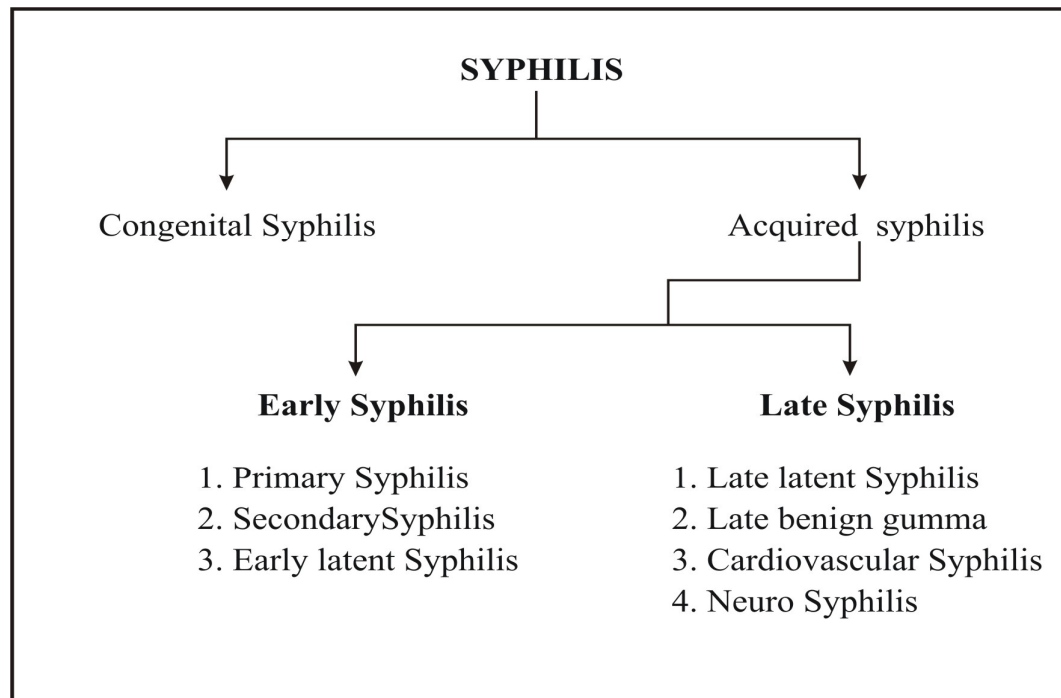 SYPHILIS
Congenital Syphilis
Acquired syphilis
Early Syphilis
1. Primary Syphilis
2. SecondarySyphilis
3. Early latent Syphilis
Late Syphilis
1. Late latent Syphilis
2. Late benign gumma
3. Cardiovascular Syphilis
4. Neuro Syphilis